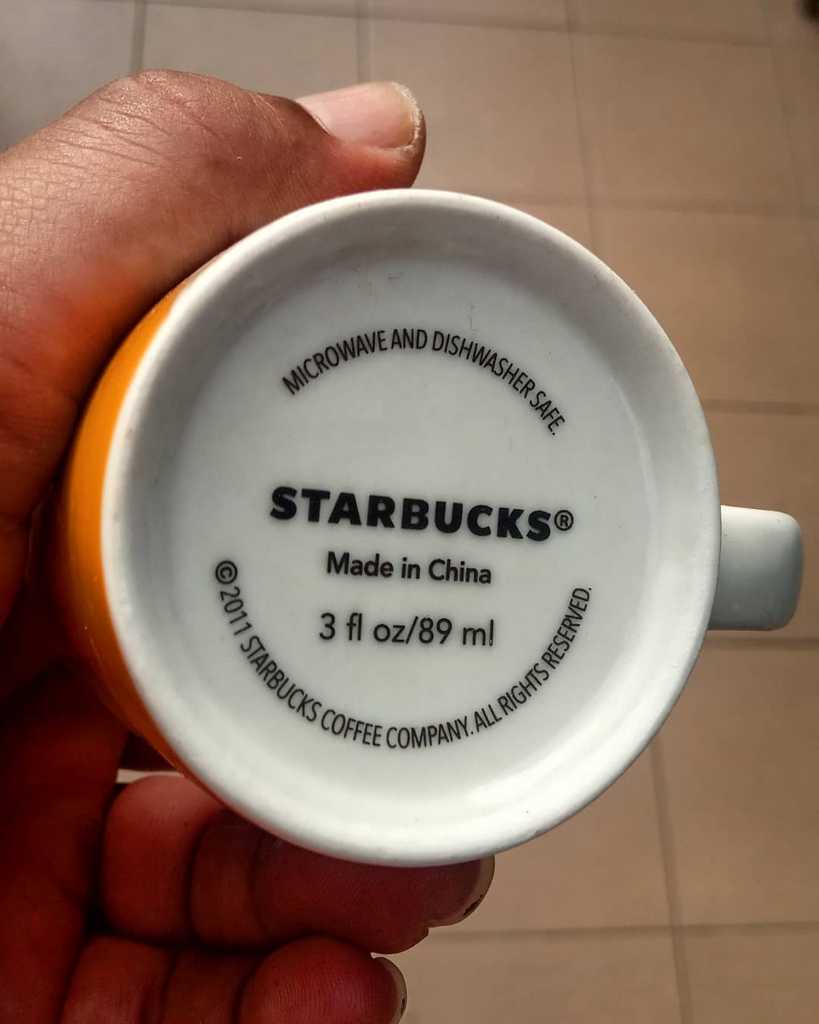 MICROWAVE AND DISHWASHER SAFE.
STARBUCKS®
Made in China
3 fl oz/89 ml
© 2011 STARBUCKS COFFEE COMPANY. ALL RIGHTS RESERVED.